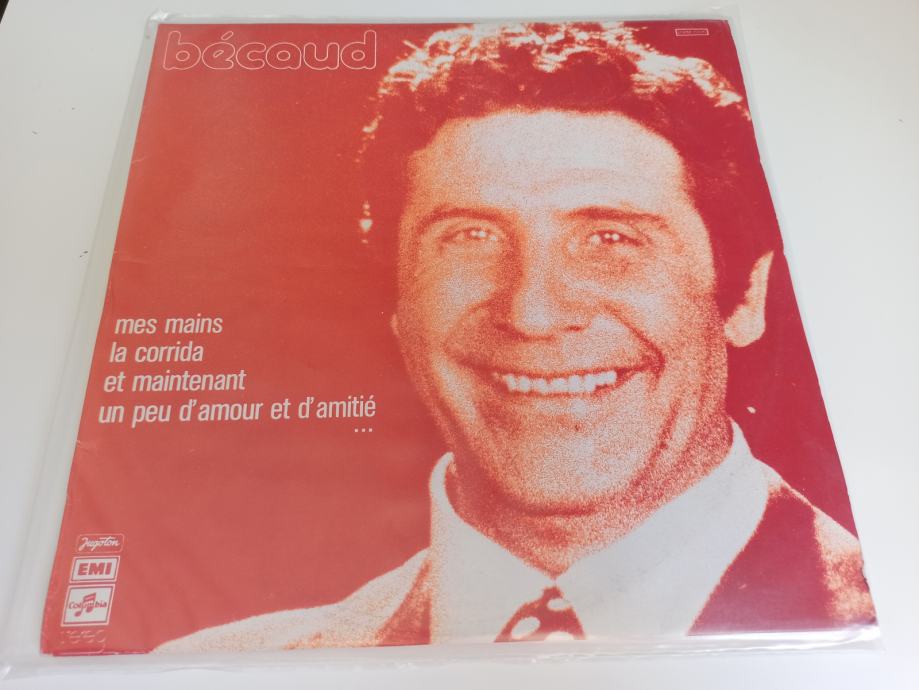 bécaud
mes mains
la corrida
et maintenant
un peu d'amour et d'amitié
...
Jugoton
EMI
Columbia